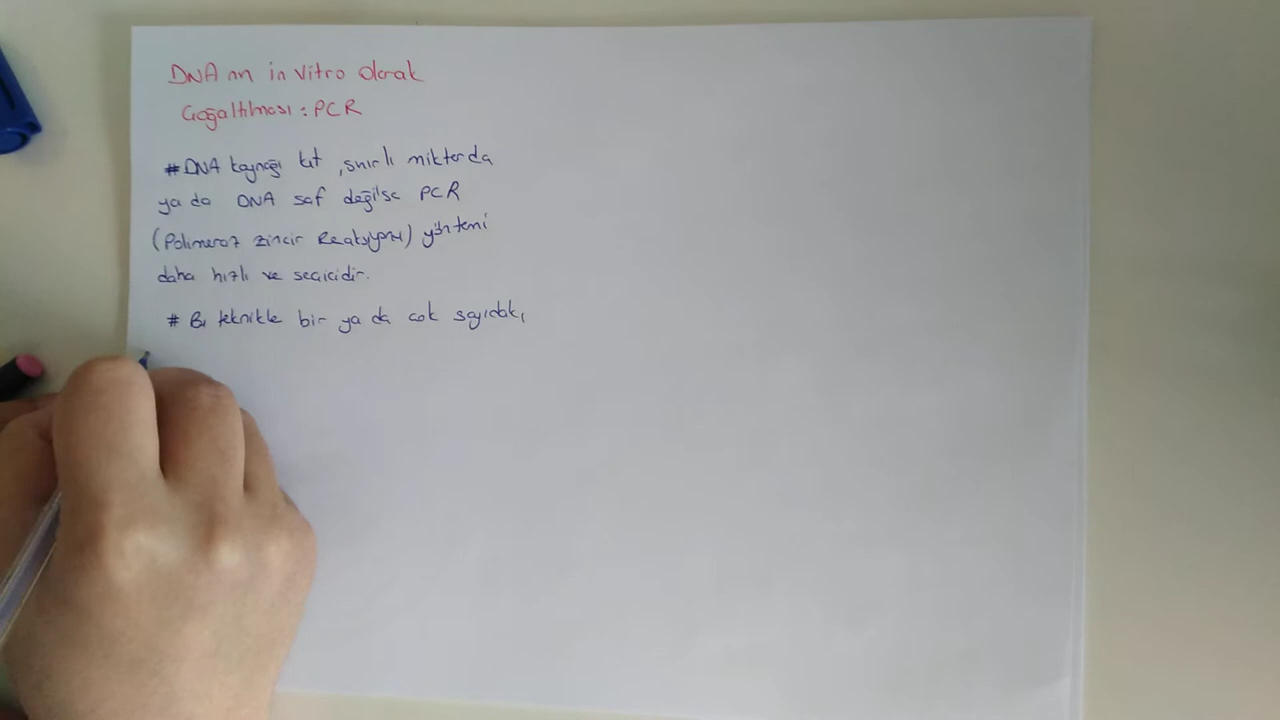 DNA nın in vitro olarak
Çoğaltılması : PCR
# DNA kaynağı kıt , sınırlı miktarda
ya da DNA saf değilse PCR
(Polimeraz zincir Reaksiyonu) yöntemi
daha hızlı ve seçicidir.
# Bu teknikle bir ya da çok sayıdaki